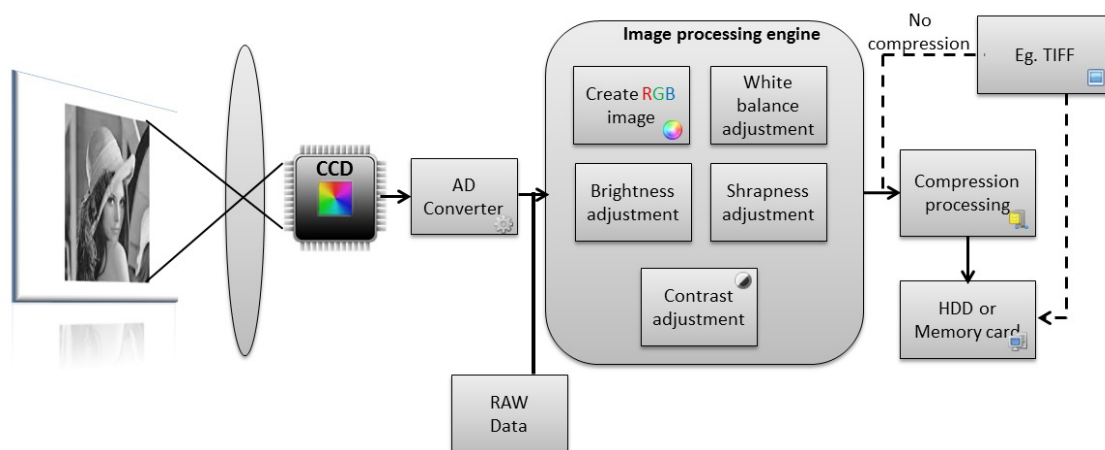 CCD
AD
Converter
RAW
Data
Image processing engine
Create RGB
image
White
balance
adjustment
Brightness
adjustment
Shrapness
adjustment
Contrast
adjustment
No
compression
Eg. TIFF
Compression
processing
HDD or
Memory card